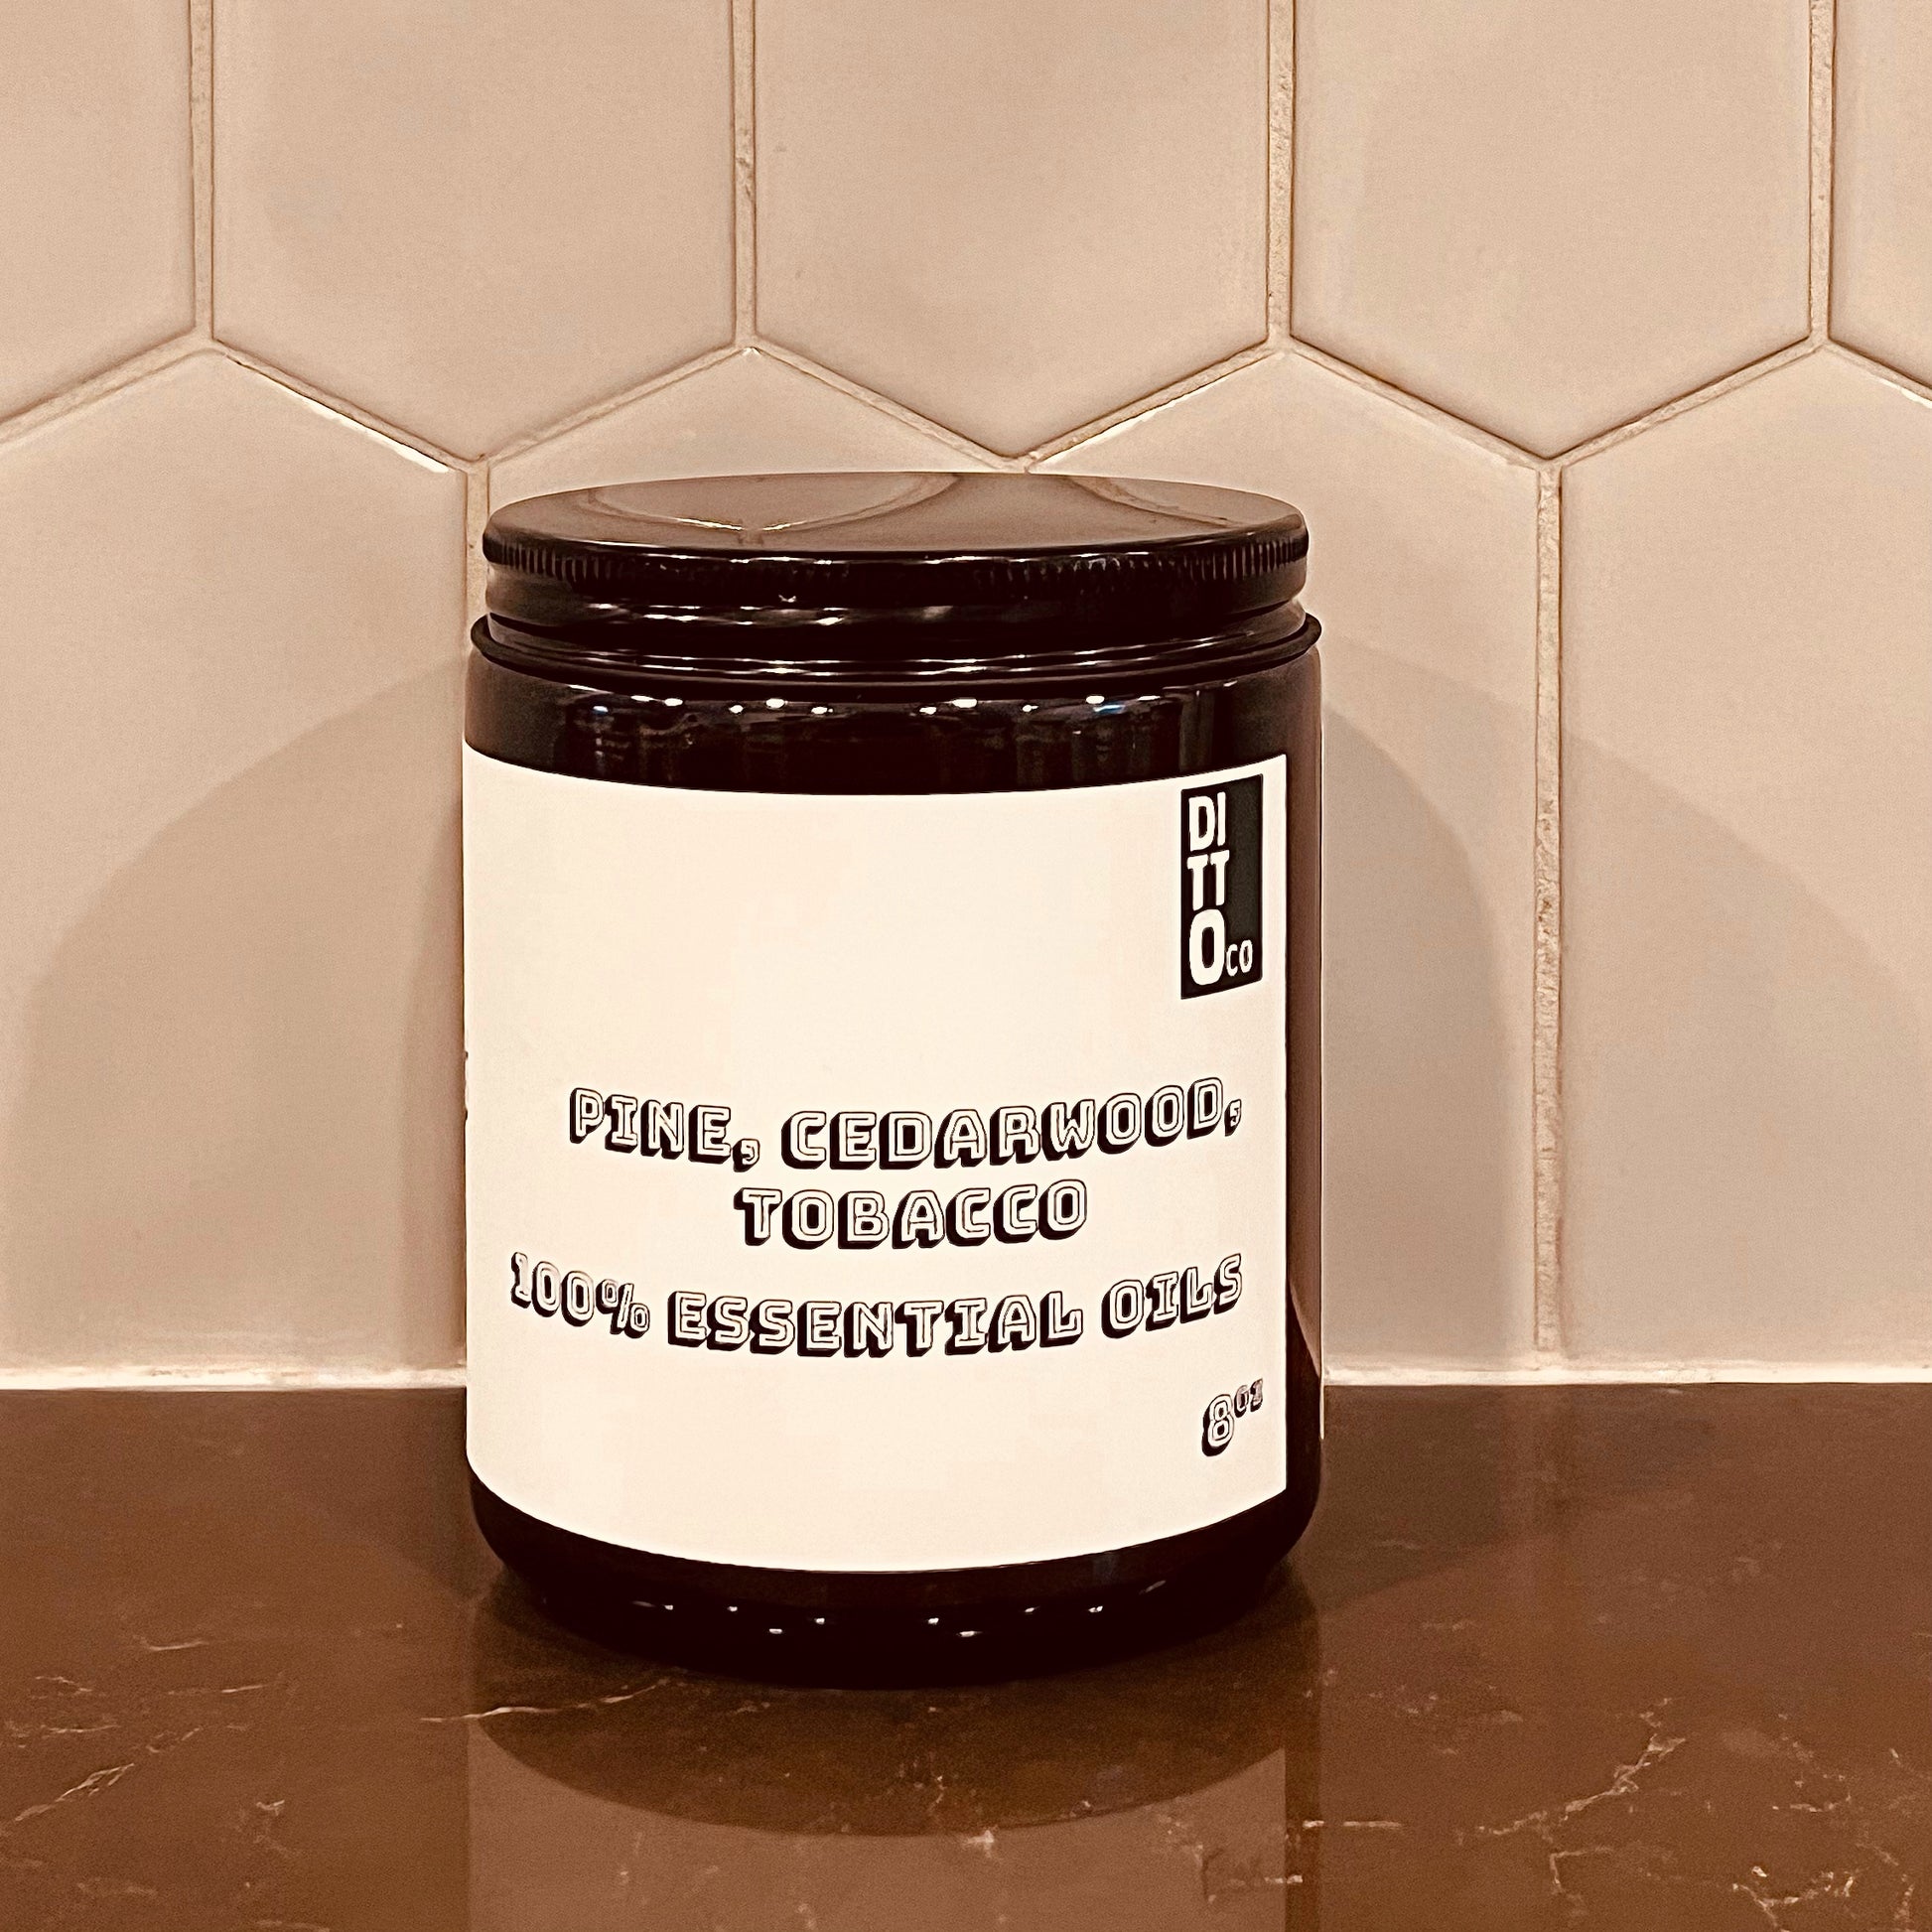 DI
TT
Oco
PINE, CEDARWOOD,
TOBACCO
100% ESSENTIAL OILS
8oz